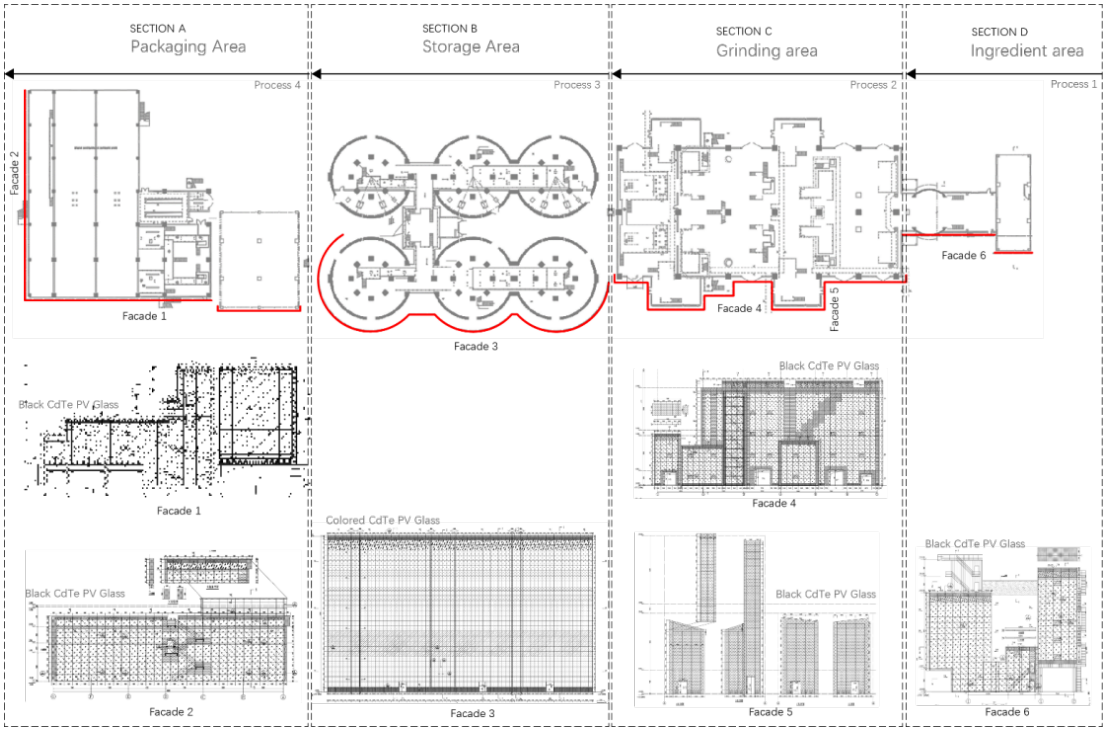 SECTION A
Packaging Area
Process 4
SECTION B
Storage Area
Process 3
SECTION C
Grinding area
Process 2
SECTION D
Ingredient area
Process 1
Facade 2
Facade 1
Facade 3
Facade 4
Facade 5
Facade 6
Black CdTe PV Glass
Facade 1
Black CdTe PV Glass
Facade 2
Colored CdTe PV Glass
Facade 3
Black CdTe PV Glass
Facade 4
Black CdTe PV Glass
Facade 5
Black CdTe PV Glass
Facade 6